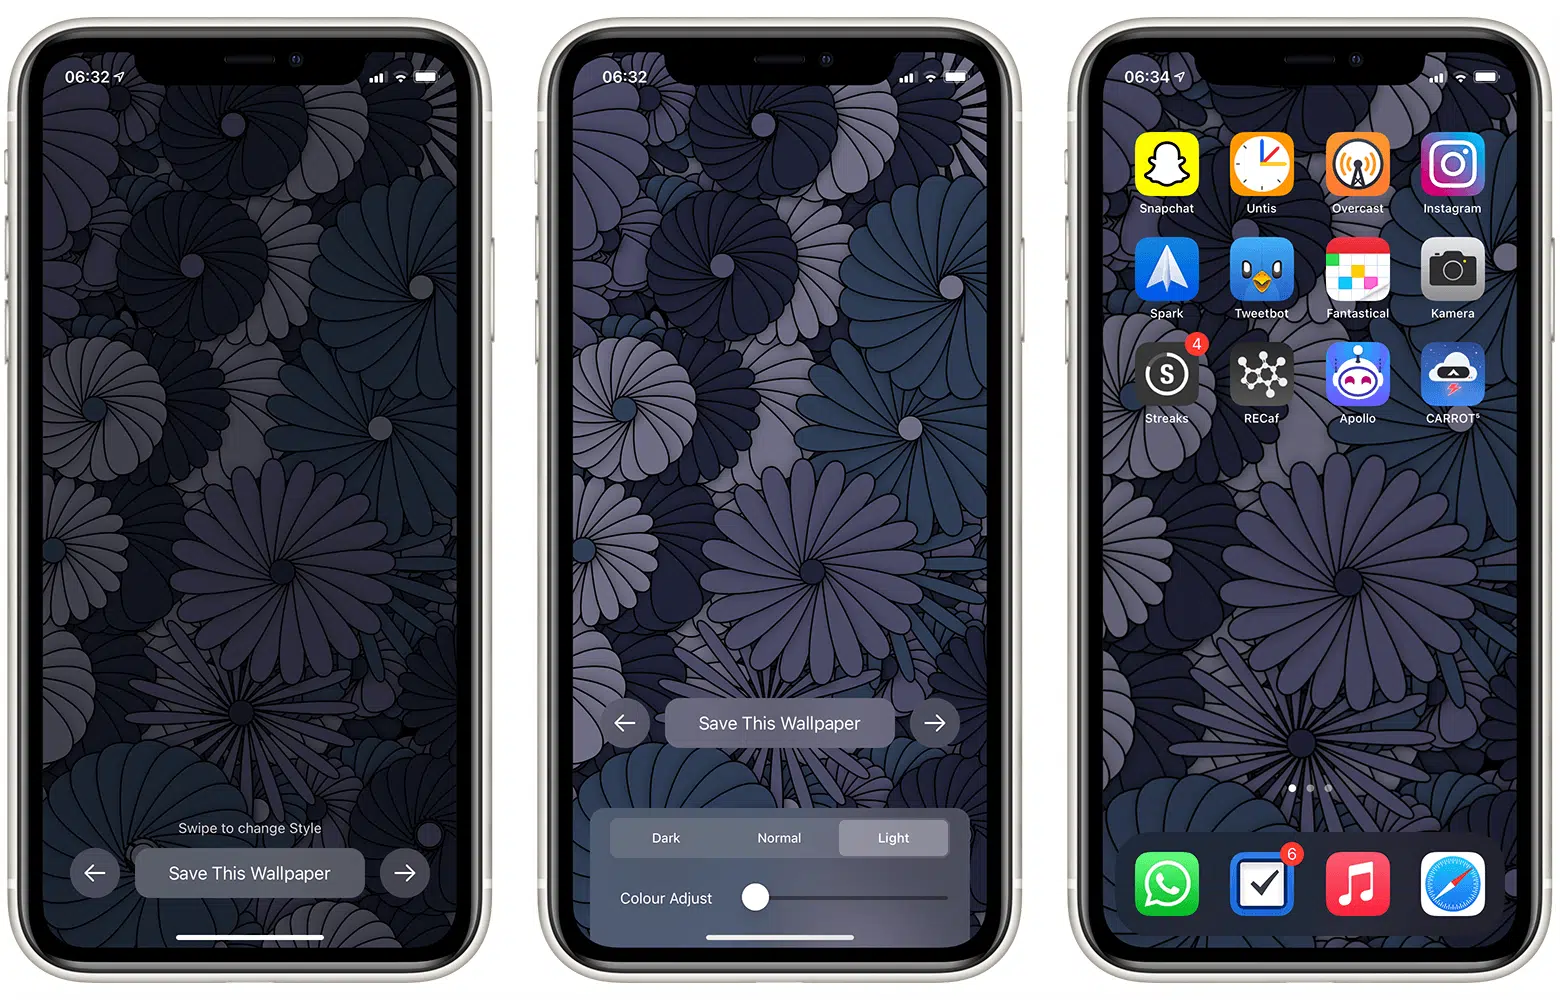 06:32
Swipe to change Style
Save This Wallpaper
06:32
Save This Wallpaper
Dark Normal Light
Colour Adjust
06:34
Snapchat Untis Overcast Instagram
Spark Tweetbot Fantastical Kamera
4
S
Streaks RECaf Apollo CARROT⁵
6